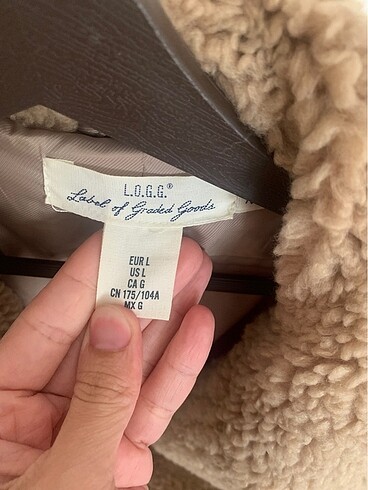 L.O.G.G.®
Label of Graded Goods
EUR L
US L
CA G
CN 175/104A
MX G